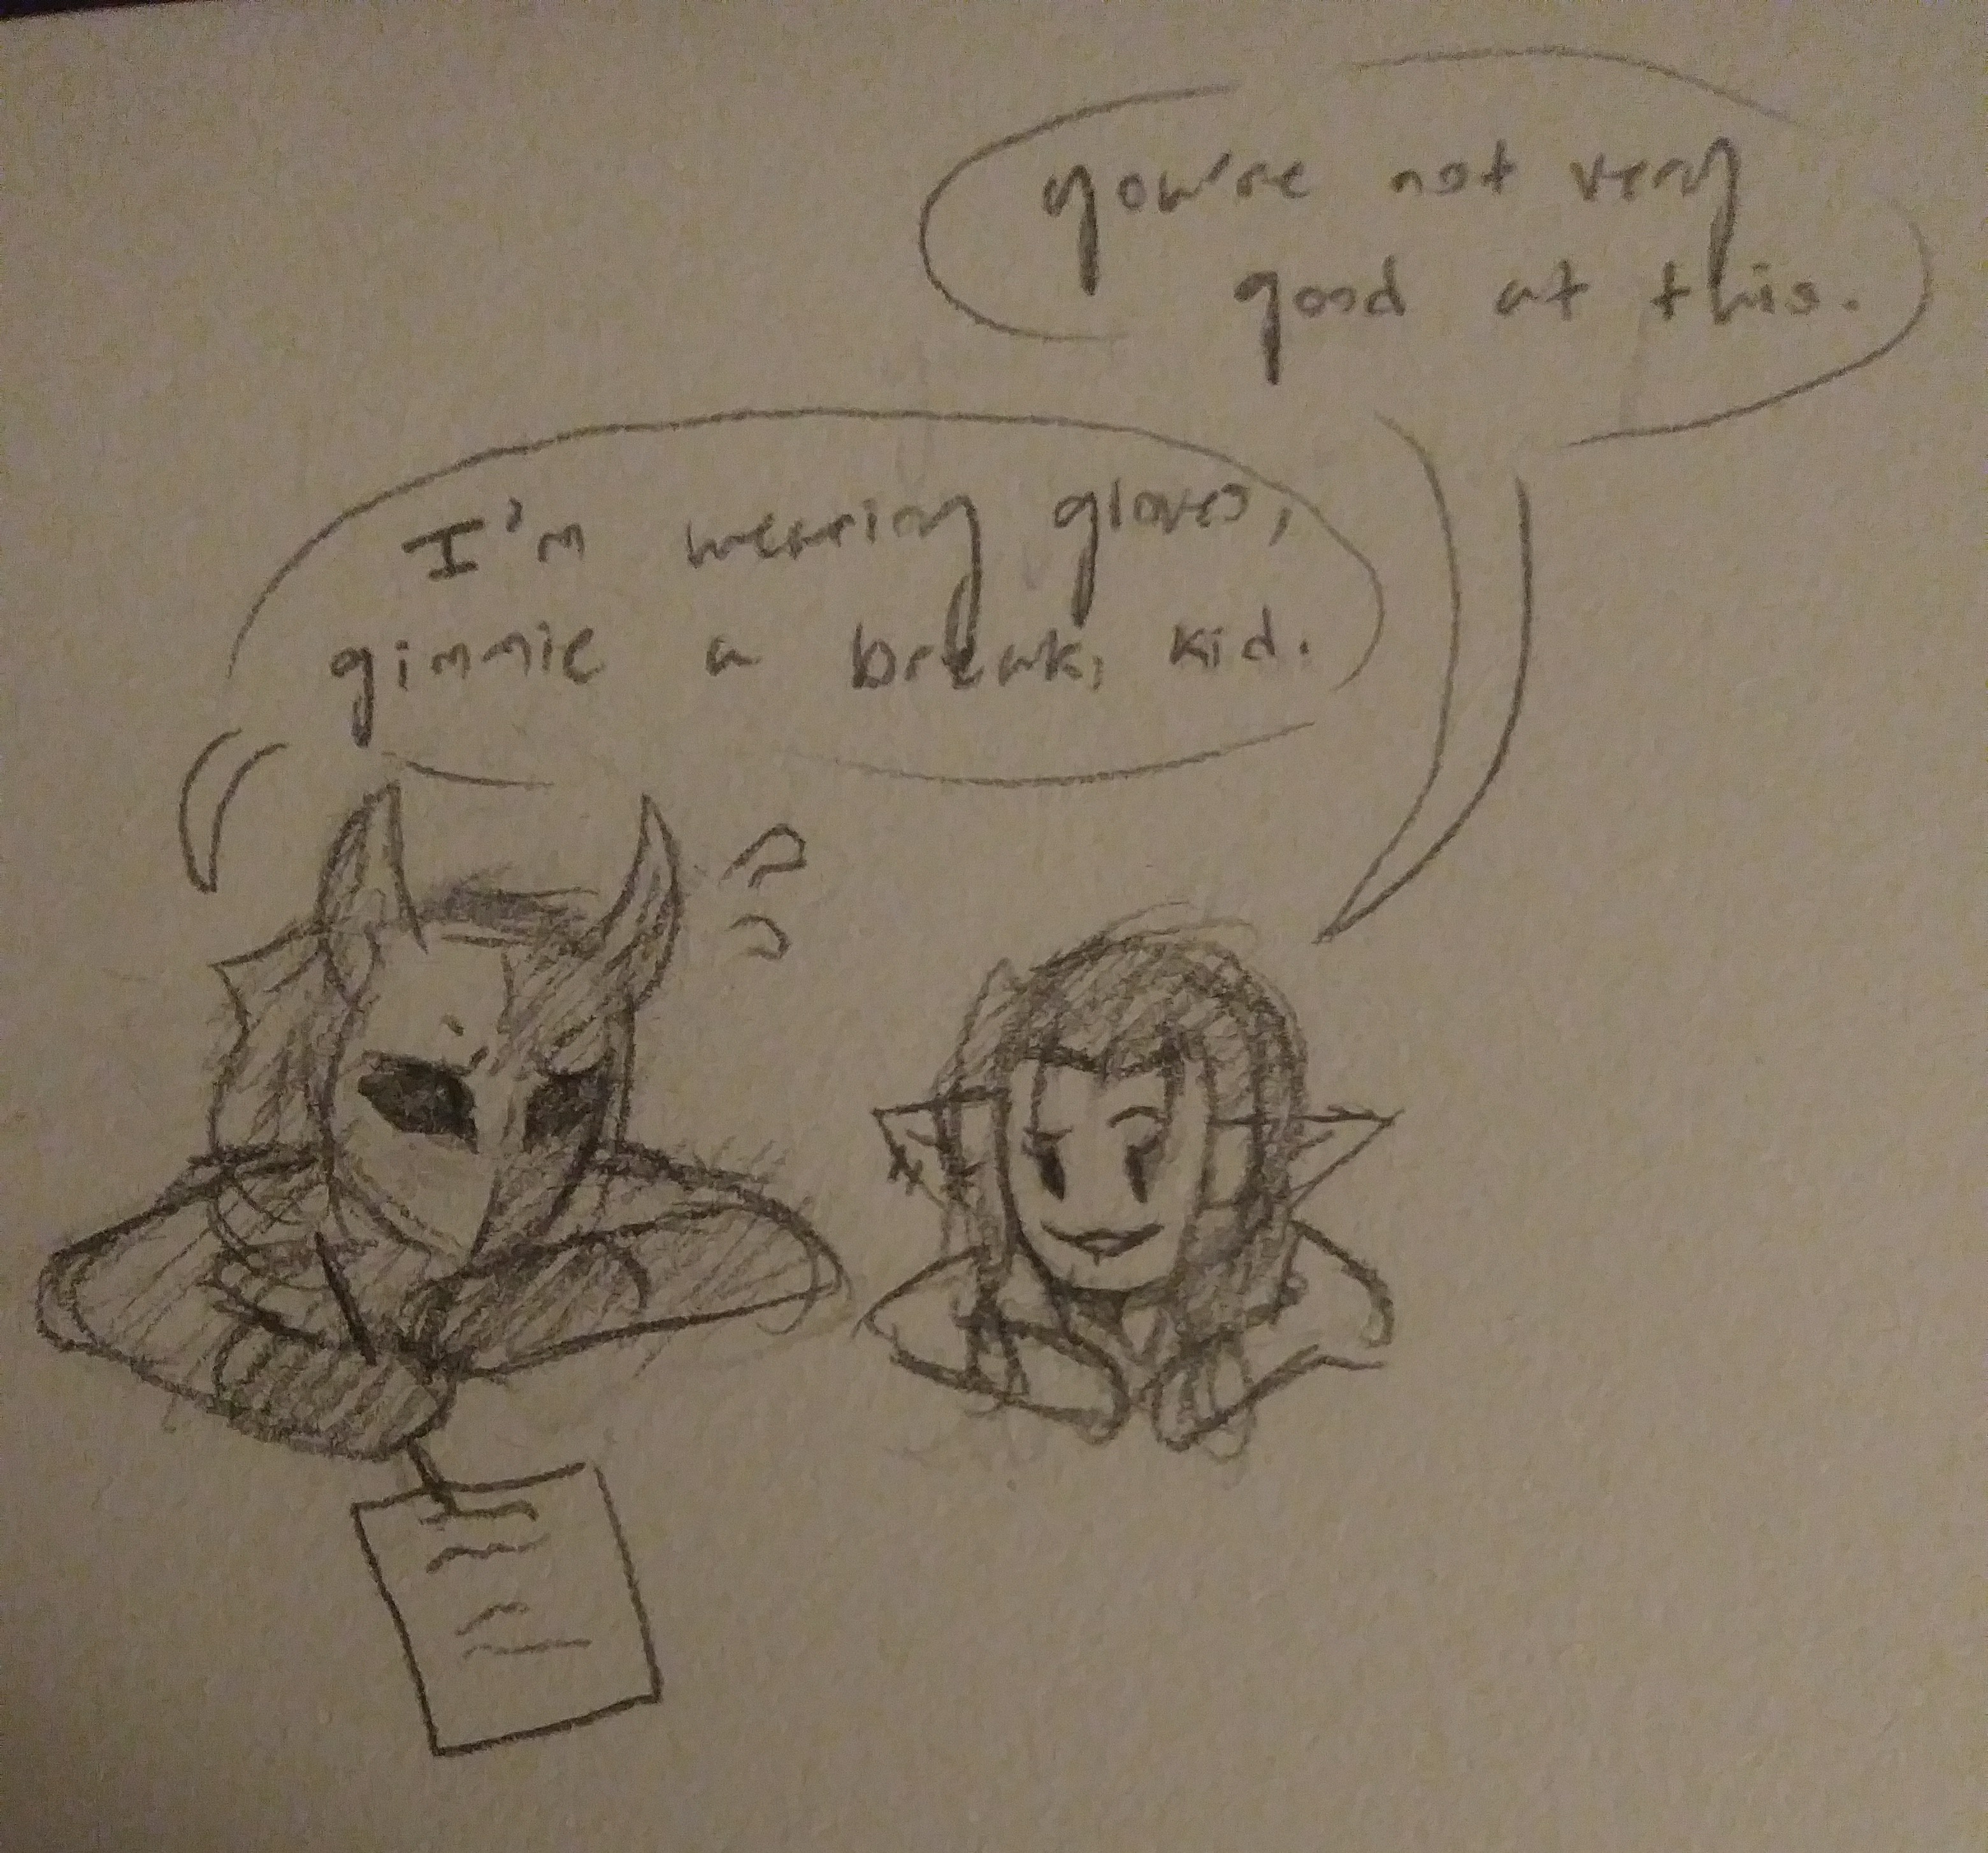 you're not very
good at this.
I'm wearing gloves,
gimmie a break, kid.